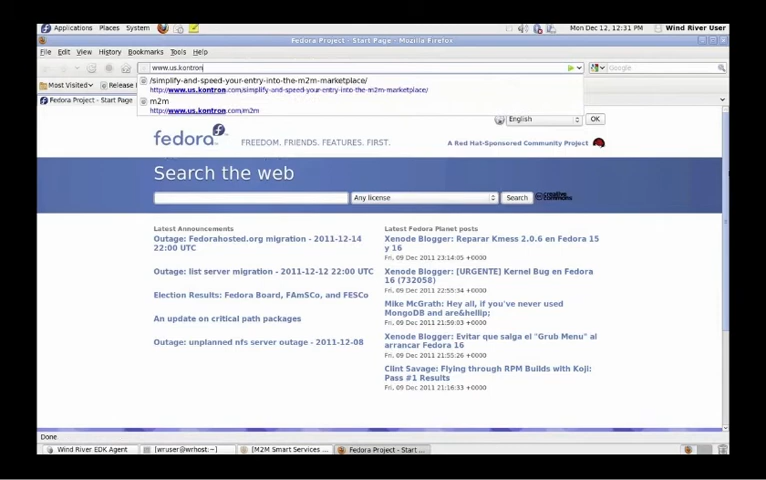 Applications Places System Mon Dec 12, 12:31 PM Wind River User
Fedora Project - Start Page - Mozilla Firefox
File Edit View History Bookmarks Tools Help
www.us.kontron Google
Most Visited Release
/simplify-and-speed-your-entry-into-the-m2m-marketplace/
http://www.us.kontron.com/simplify-and-speed-your-entry-into-the-m2m-marketplace/
Fedora Project - Start Page
m2m
http://www.us.kontron.com/m2m
English OK
fedora FREEDOM. FRIENDS. FEATURES. FIRST. A Red Hat-Sponsored Community Project
Search the web
Any license Search creative commons
Latest Announcements
Outage: Fedorahosted.org migration - 2011-12-14
22:00 UTC
Outage: list server migration - 2011-12-12 22:00 UTC
Election Results: Fedora Board, FAmSCo, and FESCo
An update on critical path packages
Outage: unplanned nfs server outage - 2011-12-08
Latest Fedora Planet posts
Xenode Blogger: Reparar Kmess 2.0.6 en Fedora 15
y 16
Fri, 09 Dec 2011 23:14:05 +0000
Xenode Blogger: [URGENTE] Kernel Bug en Fedora
16 (732058)
Fri, 09 Dec 2011 22:55:34 +0000
Mike McGrath: Hey all, if you've never used
MongoDB and are&hellip;
Fri, 09 Dec 2011 21:59:03 +0000
Xenode Blogger: Evitar que salga el "Grub Menu" al
arrancar Fedora 16
Fri, 09 Dec 2011 21:55:26 +0000
Clint Savage: Flying through RPM Builds with Koji:
Pass #1 Results
Fri, 09 Dec 2011 21:16:33 +0000
Done
Wind River EDK Agent [wruser@wrhost:~] [M2M Smart Services ... Fedora Project - Start ...